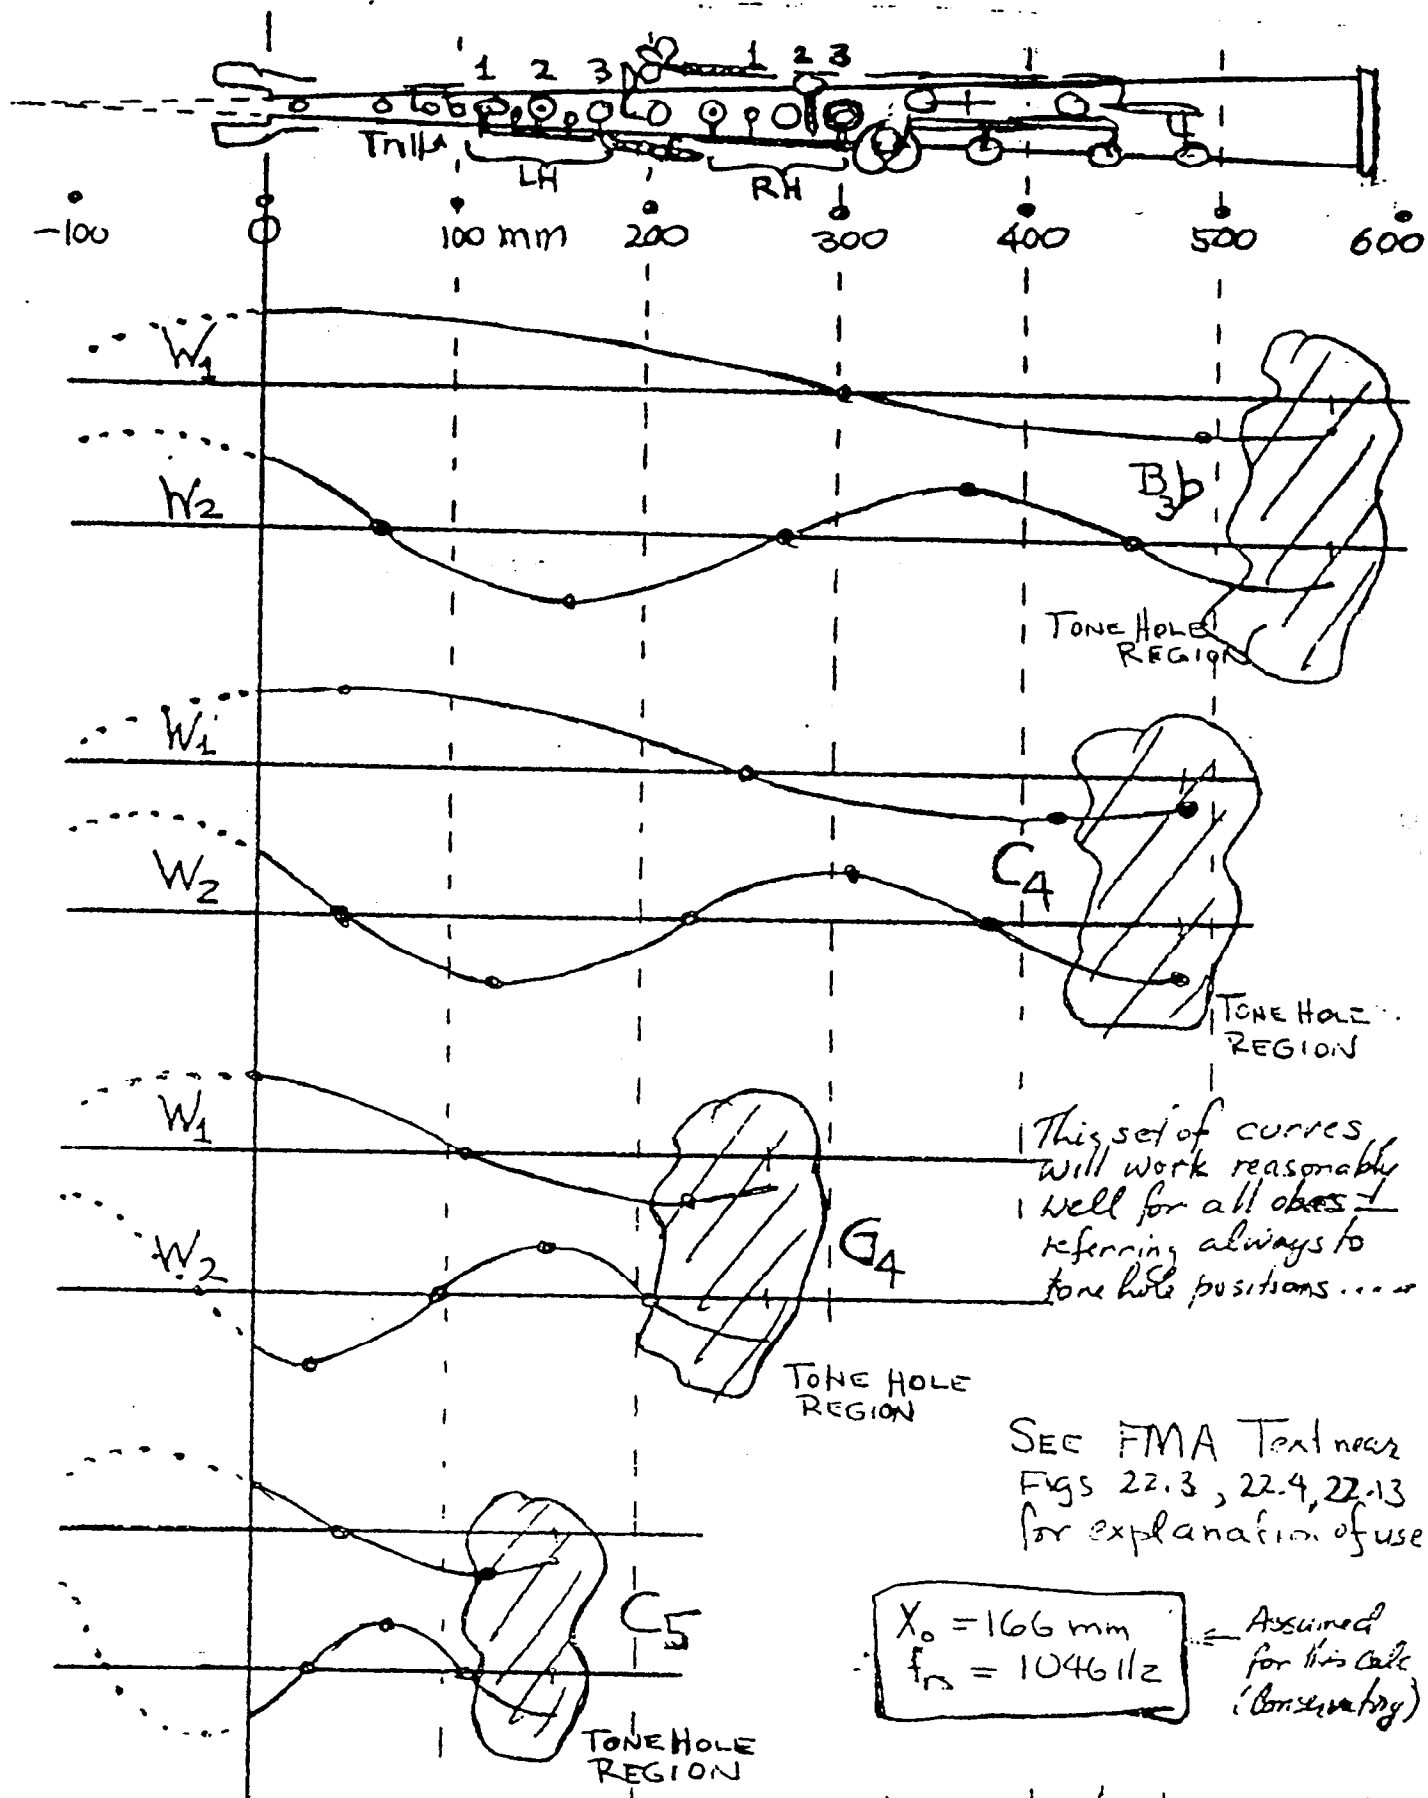 1 2 3 1 2 3
Trills
LH RH
-100 0 100 mm 200 300 400 500 600
W1
W2
B3b
TONE HOLE
REGION
W1
W2
C4
TONE HOLE
REGION
W1
W2
G4
TONE HOLE
REGION
This set of curves
will work reasonably
well for all oboes I
referring always to
tone hole positions....
SEE FMA Text near
Figs 22.3, 22.4, 22.13
for explanation of use
C5
TONE HOLE
REGION
X0 = 166 mm
frs = 1046 Hz
Assumed
for this calc
(Conservatory)